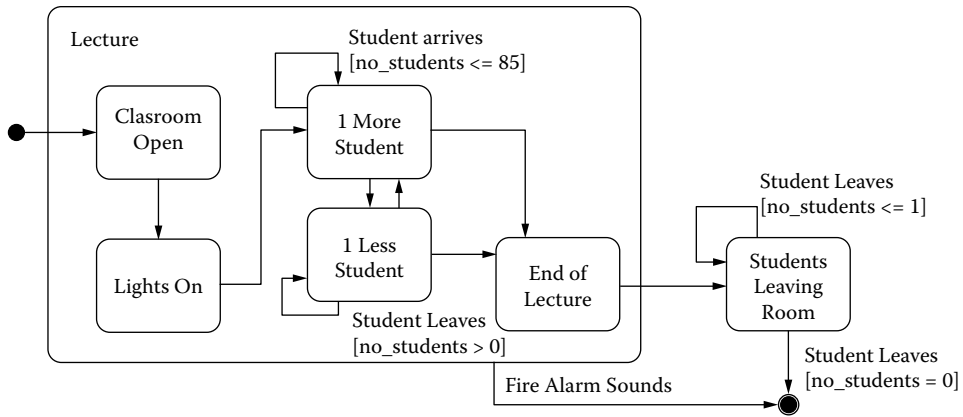 Lecture
Student arrives
[no_students <= 85]
Clasroom
Open
1 More
Student
Lights On
1 Less
Student
Student Leaves
[no_students > 0]
End of
Lecture
Student Leaves
[no_students <= 1]
Students
Leaving
Room
Student Leaves
[no_students = 0]
Fire Alarm Sounds